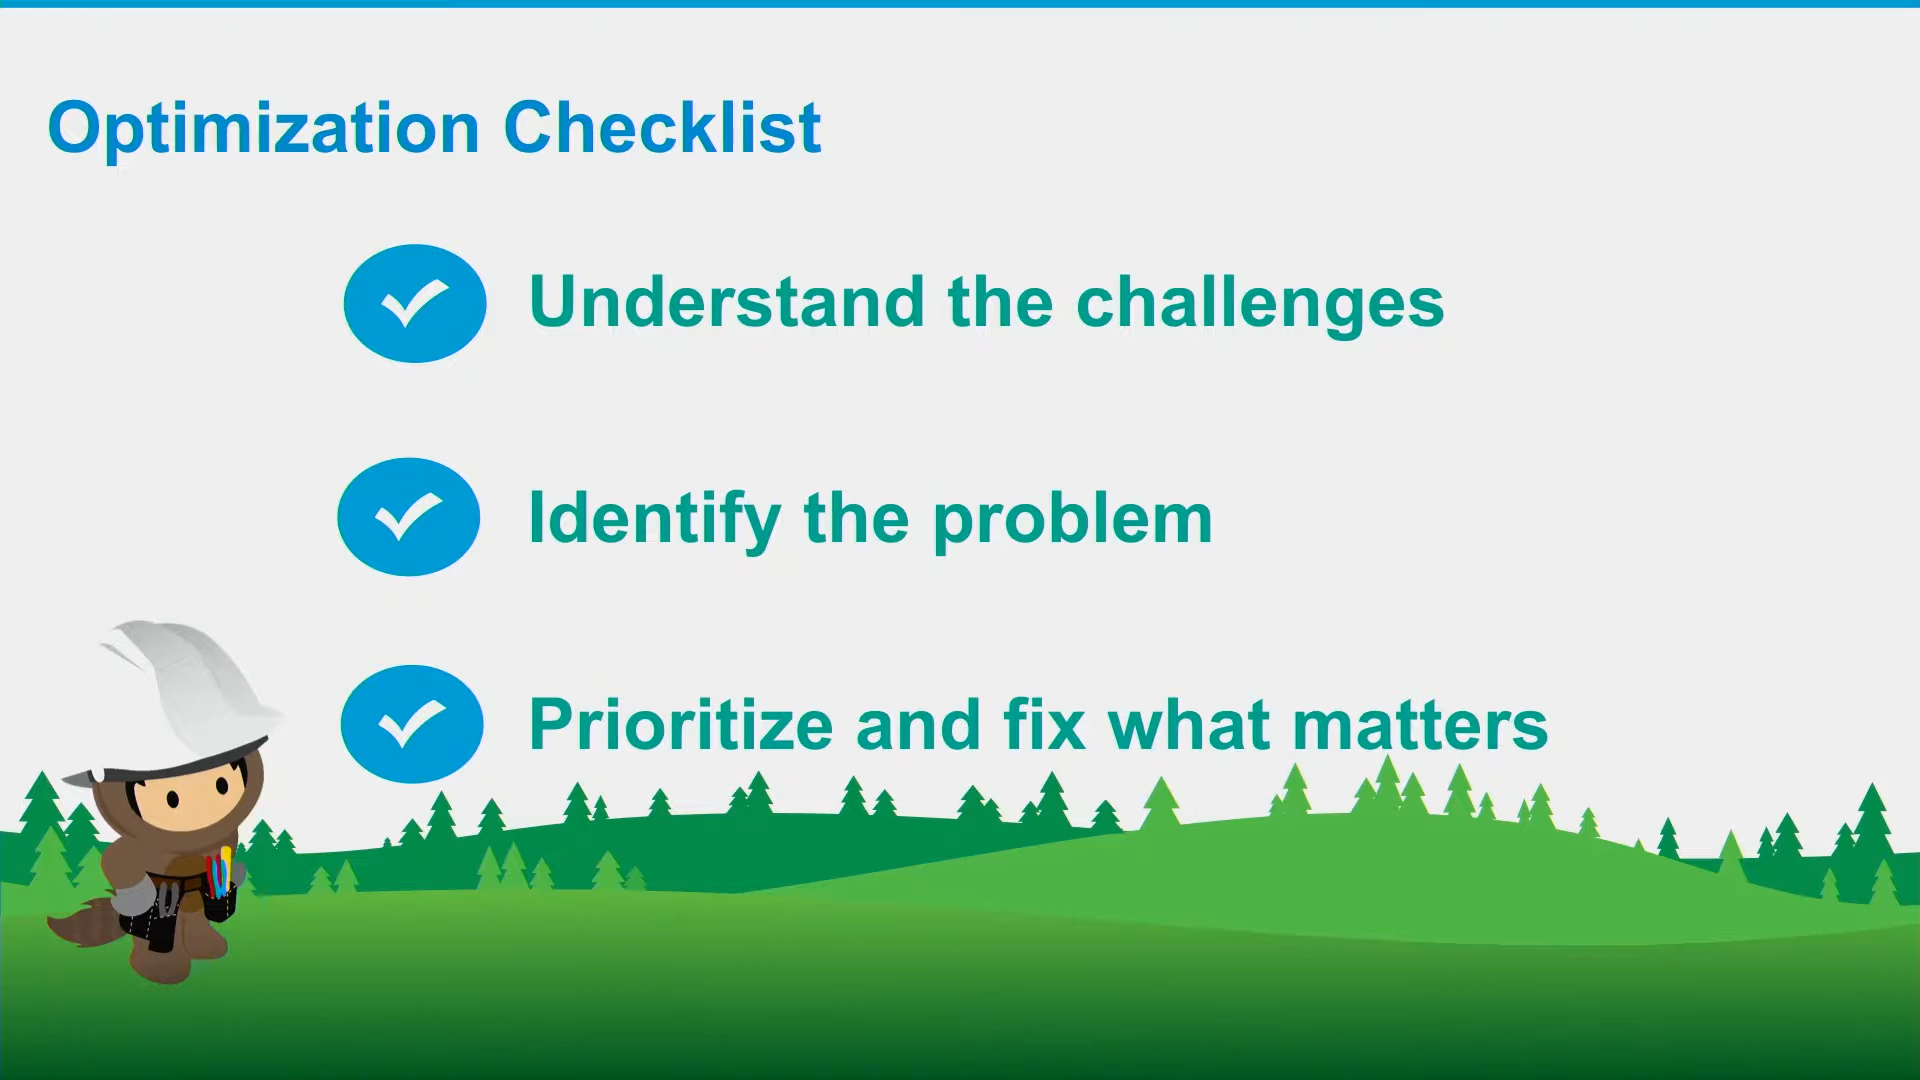 Optimization Checklist
Understand the challenges
Identify the problem
Prioritize and fix what matters